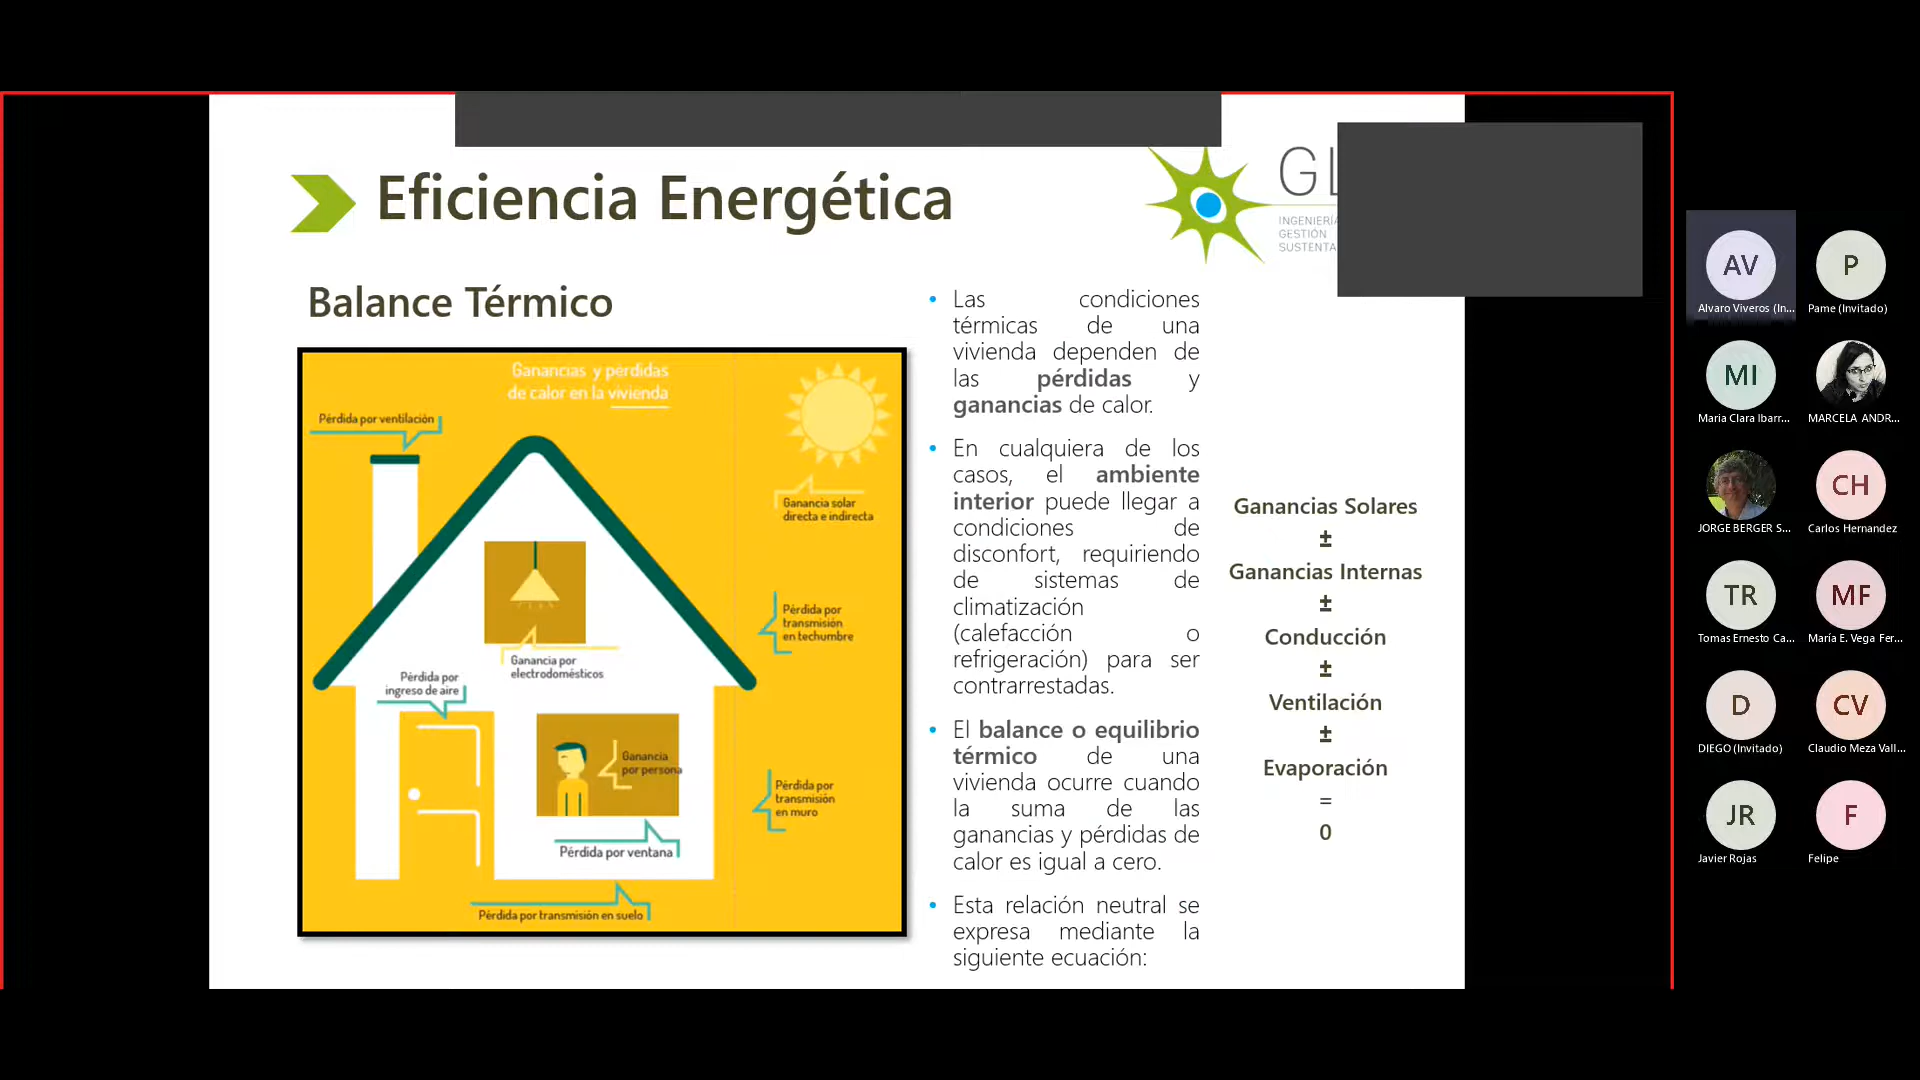 Eficiencia Energética
INGENIERÍA
GESTIÓN
Balance Térmico
Ganancias y pérdidas
de calor en la vivienda
Pérdida por ventilación
Ganancia solar
directa e indirecta
Pérdida por
transmisión
en techumbre
Ganancia por
electrodomésticos
Pérdida por
ingreso de aire
Ganancia
por persona
Pérdida por
transmisión
en muro
Pérdida por ventana
Pérdida por transmisión en suelo
• Las condiciones
térmicas de una
vivienda dependen de
las pérdidas y
ganancias de calor.
• En cualquiera de los
casos, el ambiente
interior puede llegar a
condiciones de
disconfort, requiriendo
de sistemas de
climatización
(calefacción o
refrigeración) para ser
contrarrestadas.
• El balance o equilibrio
térmico de una
vivienda ocurre cuando
la suma de las
ganancias y pérdidas de
calor es igual a cero.
• Esta relación neutral se
expresa mediante la
siguiente ecuación:
Ganancias Solares
±
Ganancias Internas
±
Conducción
±
Ventilación
±
Evaporación
=
0
AV
Alvaro Viveros (In...
P
Pame (Invitado)
MI
Maria Clara Ibarr...
MARCELA ANDR...
JORGE BERGER S...
CH
Carlos Hernandez
TR
Tomas Ernesto Ca...
MF
María E. Vega Fer...
D
DIEGO (Invitado)
CV
Claudio Meza Vall...
JR
Javier Rojas
F
Felipe